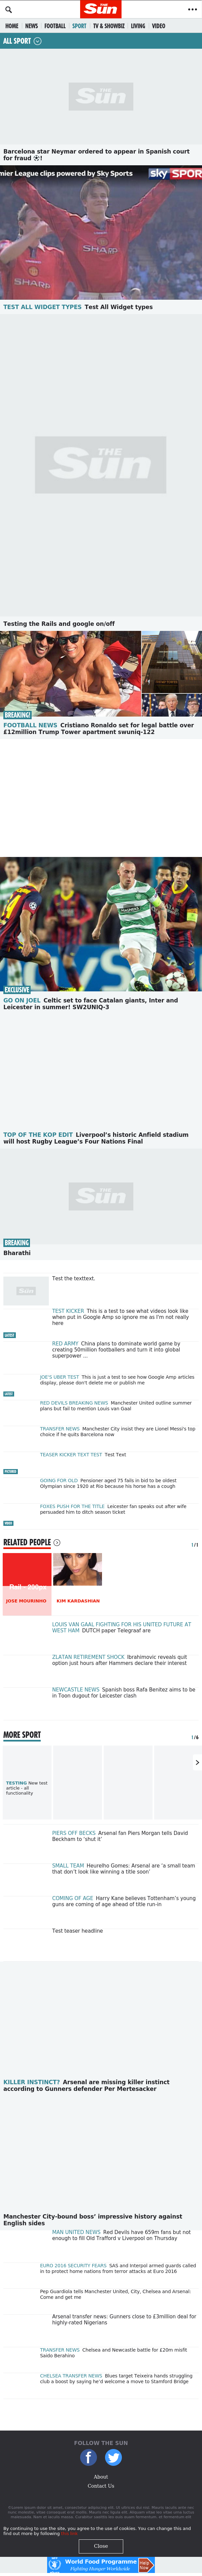 THE Sun
HOME NEWS FOOTBALL SPORT TV & SHOWBIZ LIVING VIDEO
ALL SPORT
THE Sun
Barcelona star Neymar ordered to appear in Spanish court
for fraud ⚽!
mier League clips powered by Sky Sports
sky SPOR
SHARP
TEST ALL WIDGET TYPES Test All Widget types
THE Sun
Testing the Rails and google on/off
BREAKING!
FOOTBALL NEWS Cristiano Ronaldo set for legal battle over
£12million Trump Tower apartment swuniq-122
EXCLUSIVE
GO ON JOEL Celtic set to face Catalan giants, Inter and
Leicester in summer! SW2UNIQ-3
TOP OF THE KOP EDIT Liverpool’s historic Anfield stadium
will host Rugby League’s Four Nations Final
THE Sun
BREAKING
Bharathi
Test the texttext.
TEST KICKER This is a test to see what videos look like
when put in Google Amp so ignore me as I'm not really
here
LATEST
RED ARMY China plans to dominate world game by
creating 50million footballers and turn it into global
superpower ...
JOE'S UBER TEST This is just a test to see how Google Amp articles
display, please don't delete me or publish me
LATEST
RED DEVILS BREAKING NEWS Manchester United outline summer
plans but fail to mention Louis van Gaal
TRANSFER NEWS Manchester City insist they are Lionel Messi's top
choice if he quits Barcelona now
TEASER KICKER TEXT TEST Test Text
PICTURED
GOING FOR OLD Pensioner aged 75 fails in bid to be oldest
Olympian since 1920 at Rio because his horse has a cough
FOXES PUSH FOR THE TITLE Leicester fan speaks out after wife
persuaded him to ditch season ticket
VIDEO
RELATED PEOPLE
1/1
Rail - 200px
JOSE MOURINHO
KIM KARDASHIAN
LOUIS VAN GAAL FIGHTING FOR HIS UNITED FUTURE AT
WEST HAM DUTCH paper Telegraaf are
ZLATAN RETIREMENT SHOCK Ibrahimovic reveals quit
option just hours after Hammers declare their interest
NEWCASTLE NEWS Spanish boss Rafa Benitez aims to be
in Toon dugout for Leicester clash
MORE SPORT
1/6
TESTING New test
article - all
functionality
PIERS OFF BECKS Arsenal fan Piers Morgan tells David
Beckham to ‘shut it’
SMALL TEAM Heurelho Gomes: Arsenal are ‘a small team
that don’t look like winning a title soon’
COMING OF AGE Harry Kane believes Tottenham’s young
guns are coming of age ahead of title run-in
Test teaser headline
KILLER INSTINCT? Arsenal are missing killer instinct
according to Gunners defender Per Mertesacker
Manchester City-bound boss’ impressive history against
English sides
MAN UNITED NEWS Red Devils have 659m fans but not
enough to fill Old Trafford v Liverpool on Thursday
EURO 2016 SECURITY FEARS SAS and Interpol armed guards called
in to protect home nations from terror attacks at Euro 2016
Pep Guardiola tells Manchester United, City, Chelsea and Arsenal:
Come and get me
Arsenal transfer news: Gunners close to £3million deal for
highly-rated Nigerian
TRANSFER NEWS Chelsea and Newcastle battle for £20m misfit
Saido Berahino
CHELSEA TRANSFER NEWS Blues target Teixeira hands struggling
club a boost by saying he'd welcome a move to Stamford Bridge
FOLLOW THE SUN
About
Contact Us
By continuing to use the site, you agree to the use of cookies. You can change this and
find out more by following
Close
World Food Programme
Fighting Hunger Worldwide